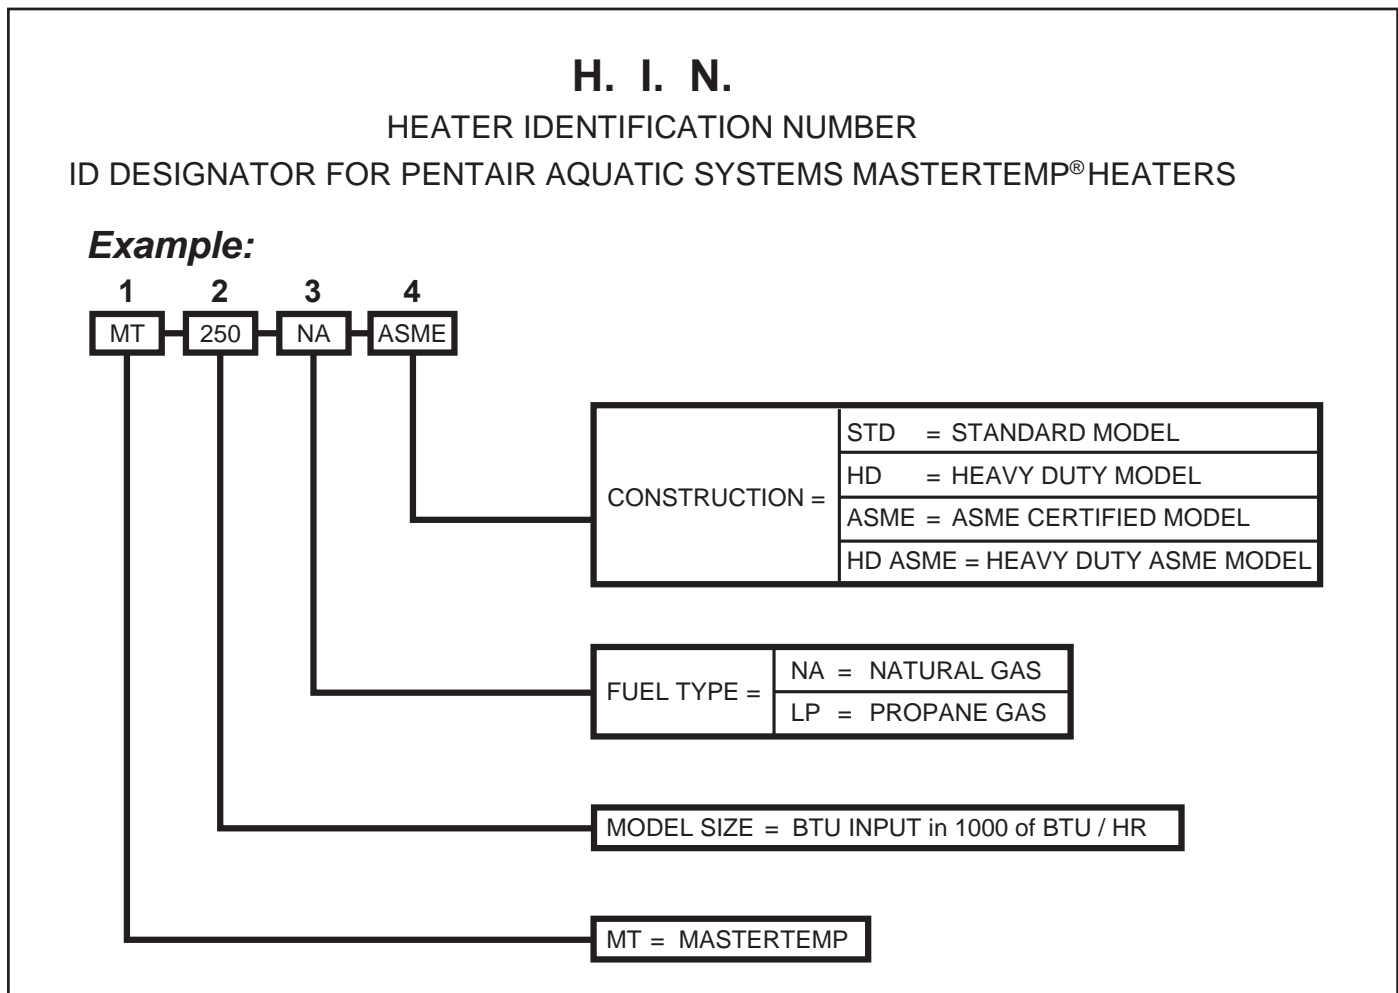 H. I. N.
HEATER IDENTIFICATION NUMBER
ID DESIGNATOR FOR PENTAIR AQUATIC SYSTEMS MASTERTEMP® HEATERS
Example:
1 2 3 4
MT 250 NA ASME
CONSTRUCTION =
STD = STANDARD MODEL
HD = HEAVY DUTY MODEL
ASME = ASME CERTIFIED MODEL
HD ASME = HEAVY DUTY ASME MODEL
FUEL TYPE =
NA = NATURAL GAS
LP = PROPANE GAS
MODEL SIZE = BTU INPUT in 1000 of BTU / HR
MT = MASTERTEMP